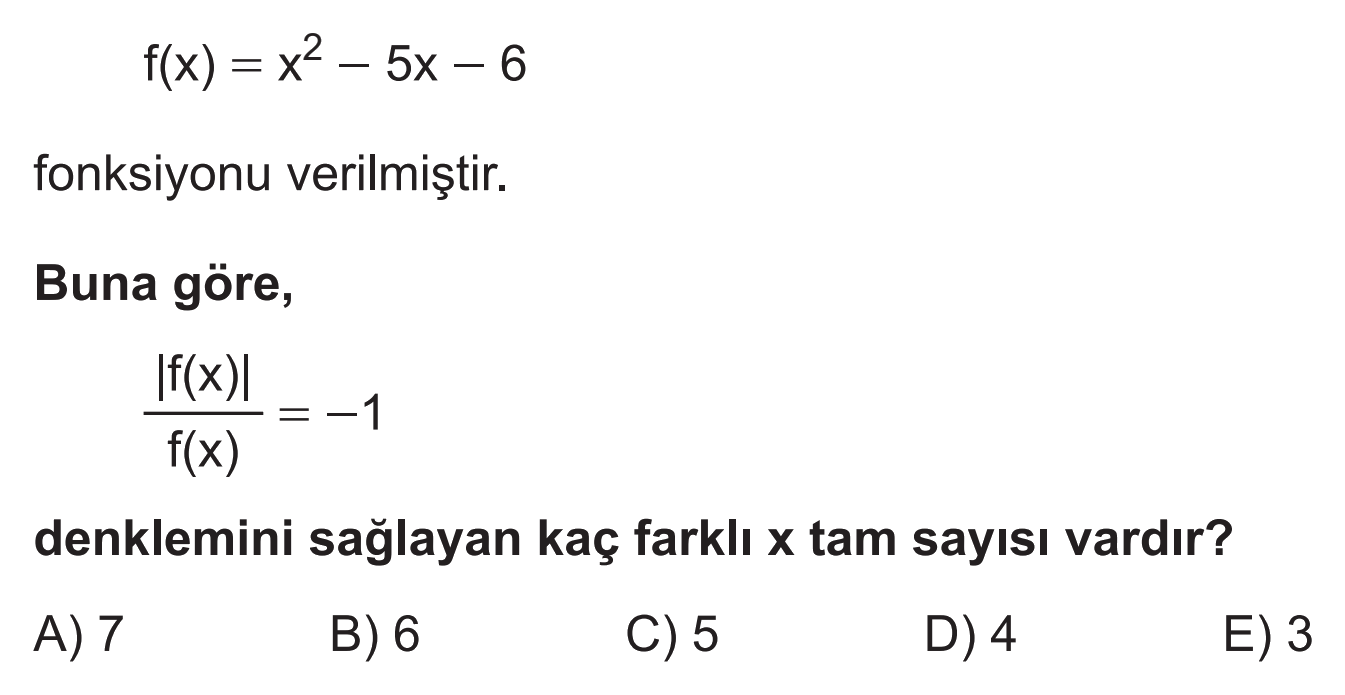 f(x) = x² – 5x – 6
fonksiyonu verilmiştir.
Buna göre,
|f(x)|
f(x)
= –1
denklemini sağlayan kaç farklı x tam sayısı vardır?
A) 7 B) 6 C) 5 D) 4 E) 3